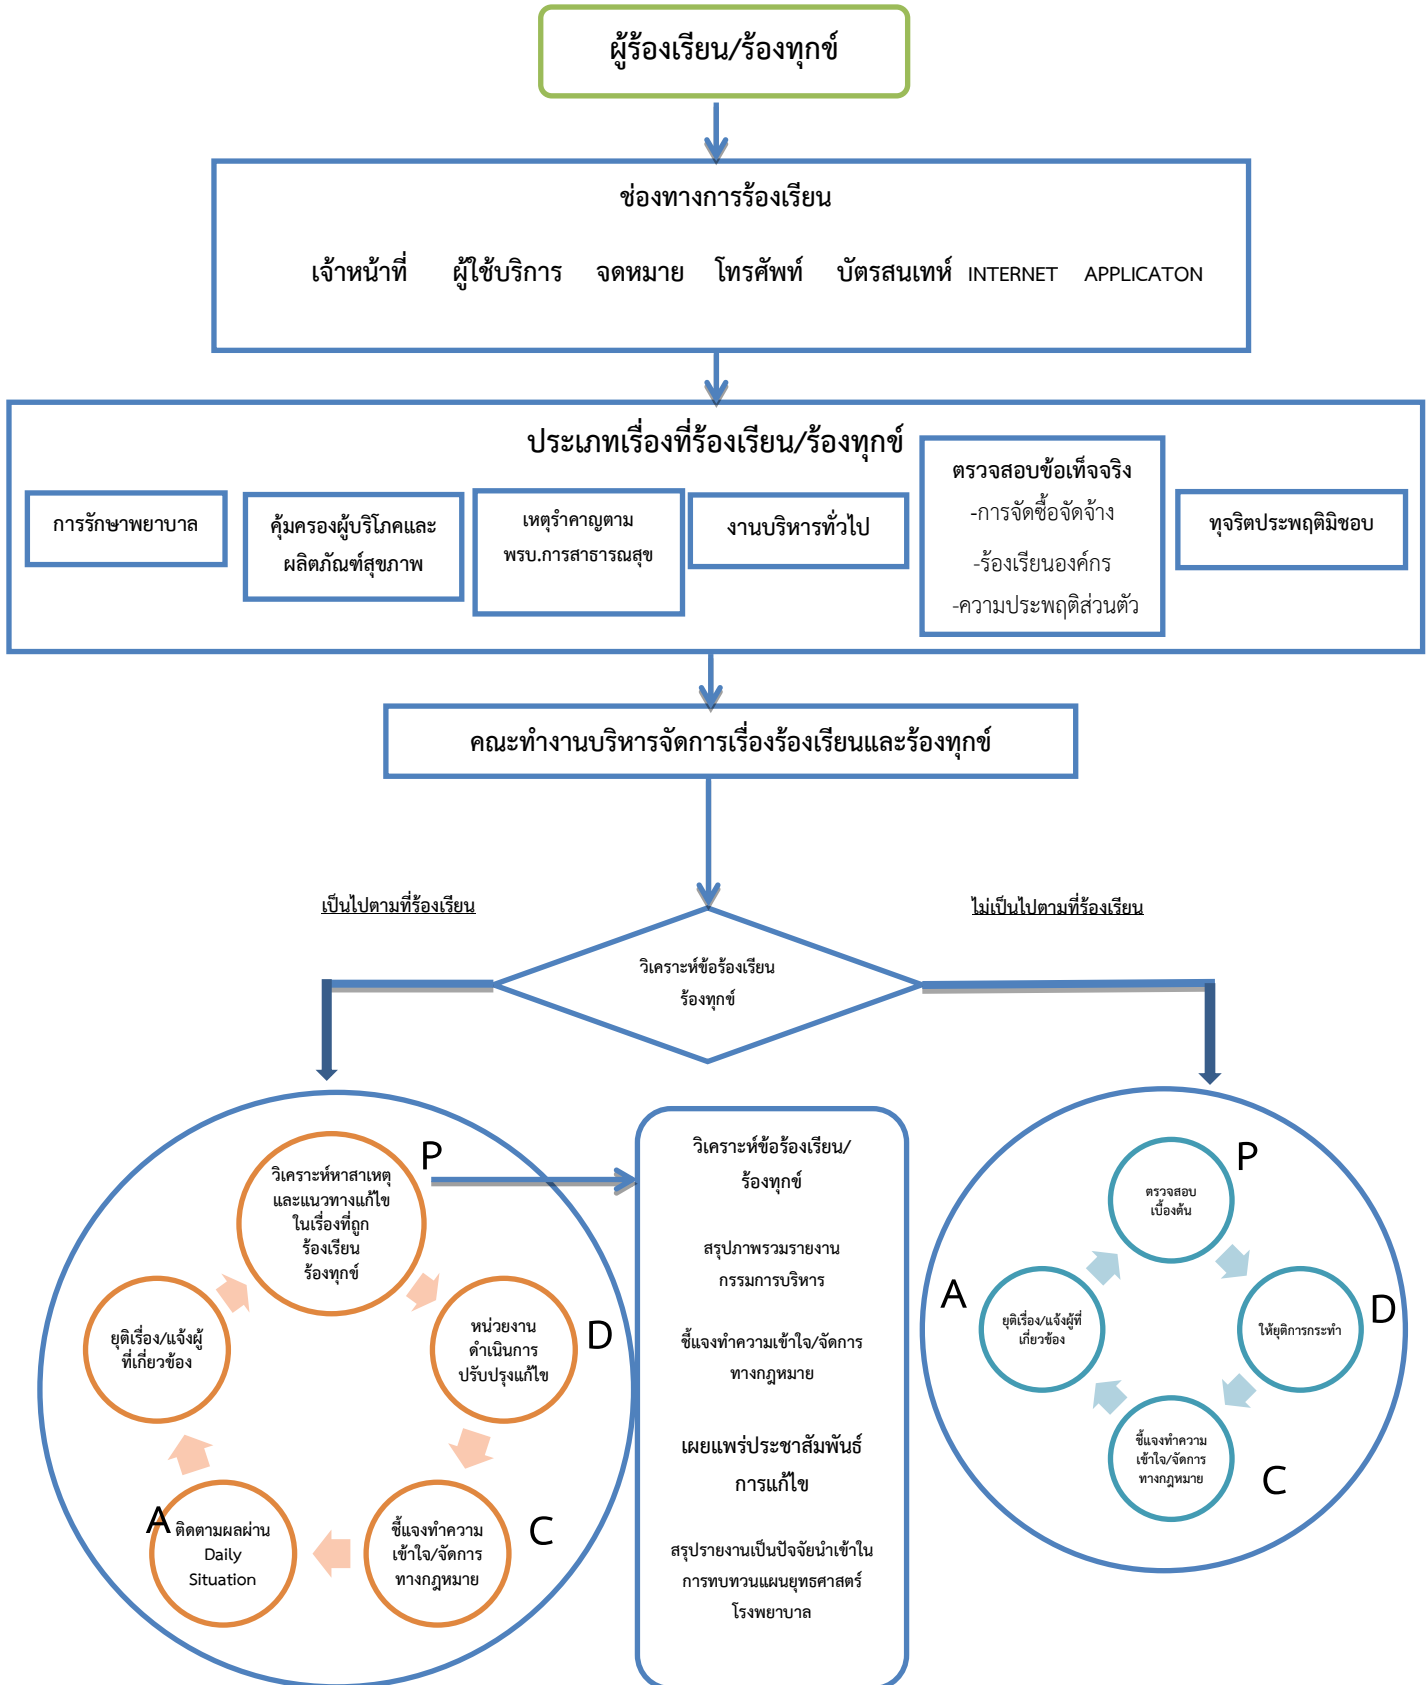 ผู้ร้องเรียน/ร้องทุกข์
ช่องทางการร้องเรียน
เจ้าหน้าที่ ผู้ใช้บริการ จดหมาย โทรศัพท์ บัตรสนเทห์ INTERNET APPLICATON
ประเภทเรื่องที่ร้องเรียน/ร้องทุกข์
การรักษาพยาบาล
คุ้มครองผู้บริโภคและ
ผลิตภัณฑ์สุขภาพ
เหตุรำคาญตาม
พรบ.การสาธารณสุข
งานบริหารทั่วไป
ตรวจสอบข้อเท็จจริง
-การจัดซื้อจัดจ้าง
-ร้องเรียนองค์กร
-ความประพฤติส่วนตัว
ทุจริตประพฤติมิชอบ
คณะทำงานบริหารจัดการเรื่องร้องเรียนและร้องทุกข์
เป็นไปตามที่ร้องเรียน
ไม่เป็นไปตามที่ร้องเรียน
วิเคราะห์ข้อร้องเรียน
ร้องทุกข์
P
วิเคราะห์หาสาเหตุ
และแนวทางแก้ไข
ในเรื่องที่ถูก
ร้องเรียน
ร้องทุกข์
D
หน่วยงาน
ดำเนินการ
ปรับปรุงแก้ไข
C
ชี้แจงทำความ
เข้าใจ/จัดการ
ทางกฎหมาย
A
ติดตามผลผ่าน
Daily
Situation
ยุติเรื่อง/แจ้งผู้
ที่เกี่ยวข้อง
วิเคราะห์ข้อร้องเรียน/
ร้องทุกข์
สรุปภาพรวมรายงาน
กรรมการบริหาร
ชี้แจงทำความเข้าใจ/จัดการ
ทางกฎหมาย
เผยแพร่ประชาสัมพันธ์
การแก้ไข
สรุปรายงานเป็นปัจจัยนำเข้าใน
การทบทวนแผนยุทธศาสตร์
โรงพยาบาล
P
ตรวจสอบ
เบื้องต้น
D
ให้ยุติการกระทำ
C
ชี้แจงทำความ
เข้าใจ/จัดการ
ทางกฎหมาย
A
ยุติเรื่อง/แจ้งผู้ที่
เกี่ยวข้อง